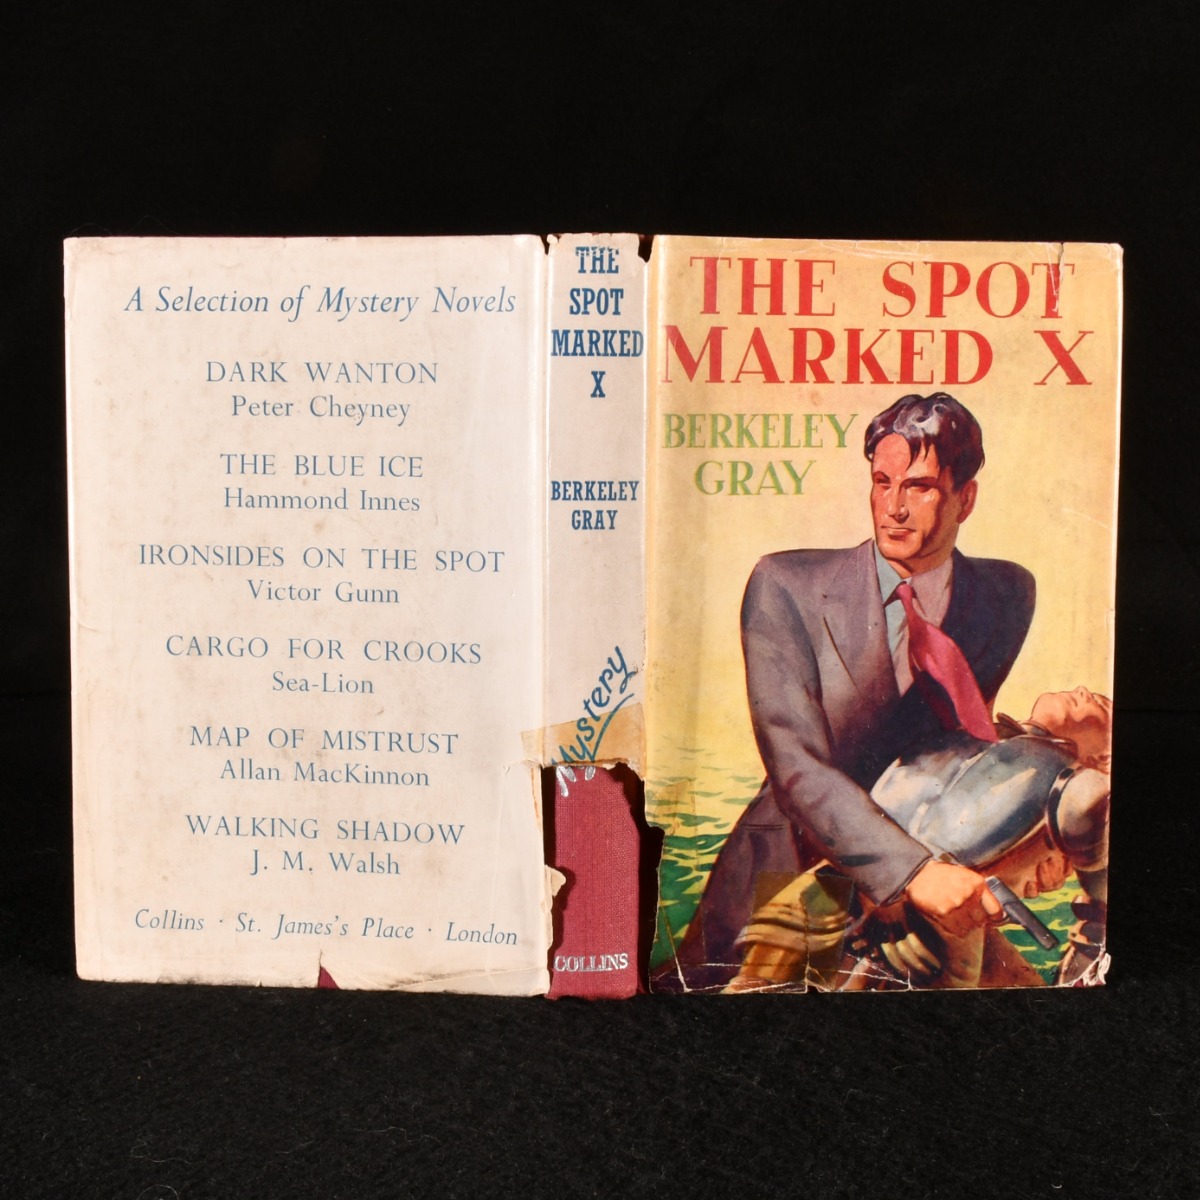 A Selection of Mystery Novels
DARK WANTON
Peter Cheyney
THE BLUE ICE
Hammond Innes
IRONSIDES ON THE SPOT
Victor Gunn
CARGO FOR CROOKS
Sea-Lion
MAP OF MISTRUST
Allan MacKinnon
WALKING SHADOW
J. M. Walsh
Collins · St. James's Place · London
THE
SPOT
MARKED
X
BERKELEY
GRAY
Mystery
COLLINS
THE SPOT
MARKED X
BERKELEY
GRAY